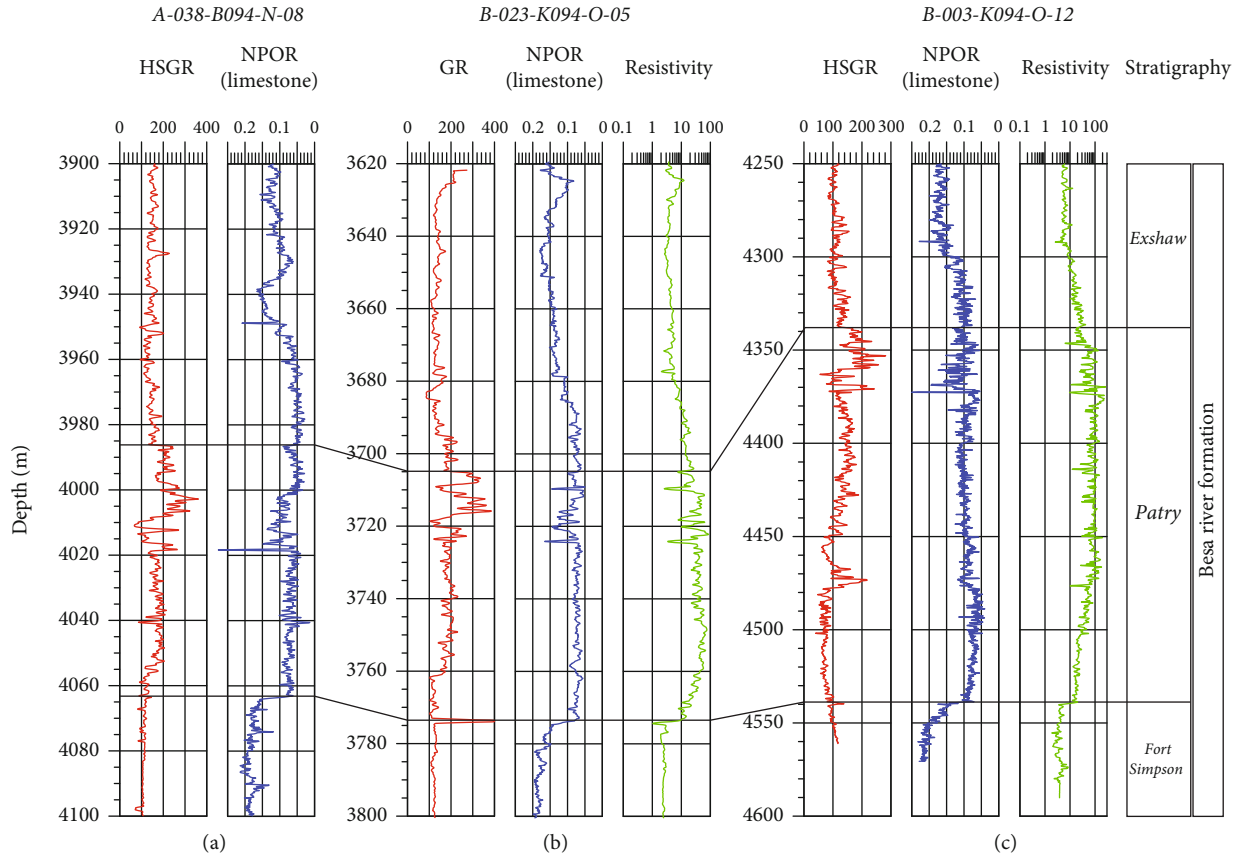 A-038-B094-N-08 B-023-K094-O-05 B-003-K094-O-12
HSGR NPOR (limestone) GR NPOR (limestone) Resistivity HSGR NPOR (limestone) Resistivity Stratigraphy
0 200 400 0.2 0.1 0 0 200 400 0.2 0.1 0 0.1 1 10 100 0 100 200 300 0.2 0.1 0 0.1 1 10 100
Depth (m)
3900
3920
3940
3960
3980
4000
4020
4040
4060
4080
4100
3620
3640
3660
3680
3700
3720
3740
3760
3780
3800
4250
4300
4350
4400
4450
4500
4550
4600
Exshaw
Patry
Fort
Simpson
Besa river formation
(a) (b) (c)